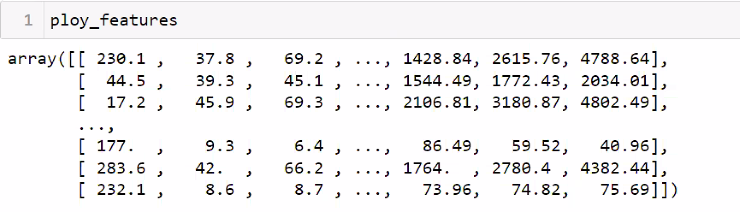 1 ploy_features
array([[ 230.1 ,   37.8 ,   69.2 , ..., 1428.84, 2615.76, 4788.64],
       [  44.5 ,   39.3 ,   45.1 , ..., 1544.49, 1772.43, 2034.01],
       [  17.2 ,   45.9 ,   69.3 , ..., 2106.81, 3180.87, 4802.49],
       ...,
       [ 177.  ,    9.3 ,    6.4 , ...,   86.49,   59.52,   40.96],
       [ 283.6 ,   42.  ,   66.2 , ..., 1764.  , 2780.4 , 4382.44],
       [ 232.1 ,    8.6 ,    8.7 , ...,   73.96,   74.82,   75.69]])